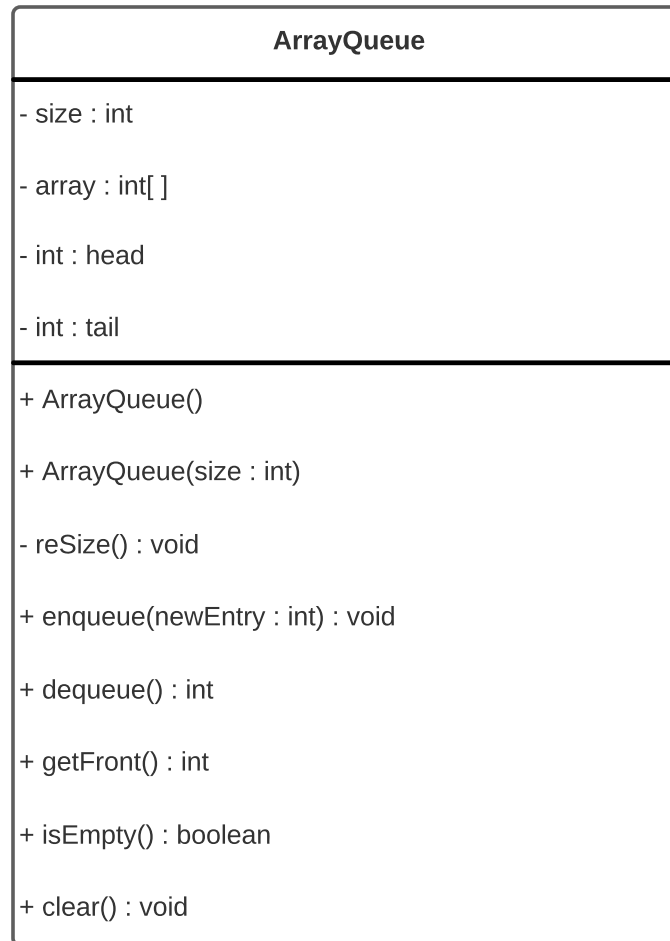 ArrayQueue
- size : int
- array : int[ ]
- int : head
- int : tail
+ ArrayQueue()
+ ArrayQueue(size : int)
- reSize() : void
+ enqueue(newEntry : int) : void
+ dequeue() : int
+ getFront() : int
+ isEmpty() : boolean
+ clear() : void